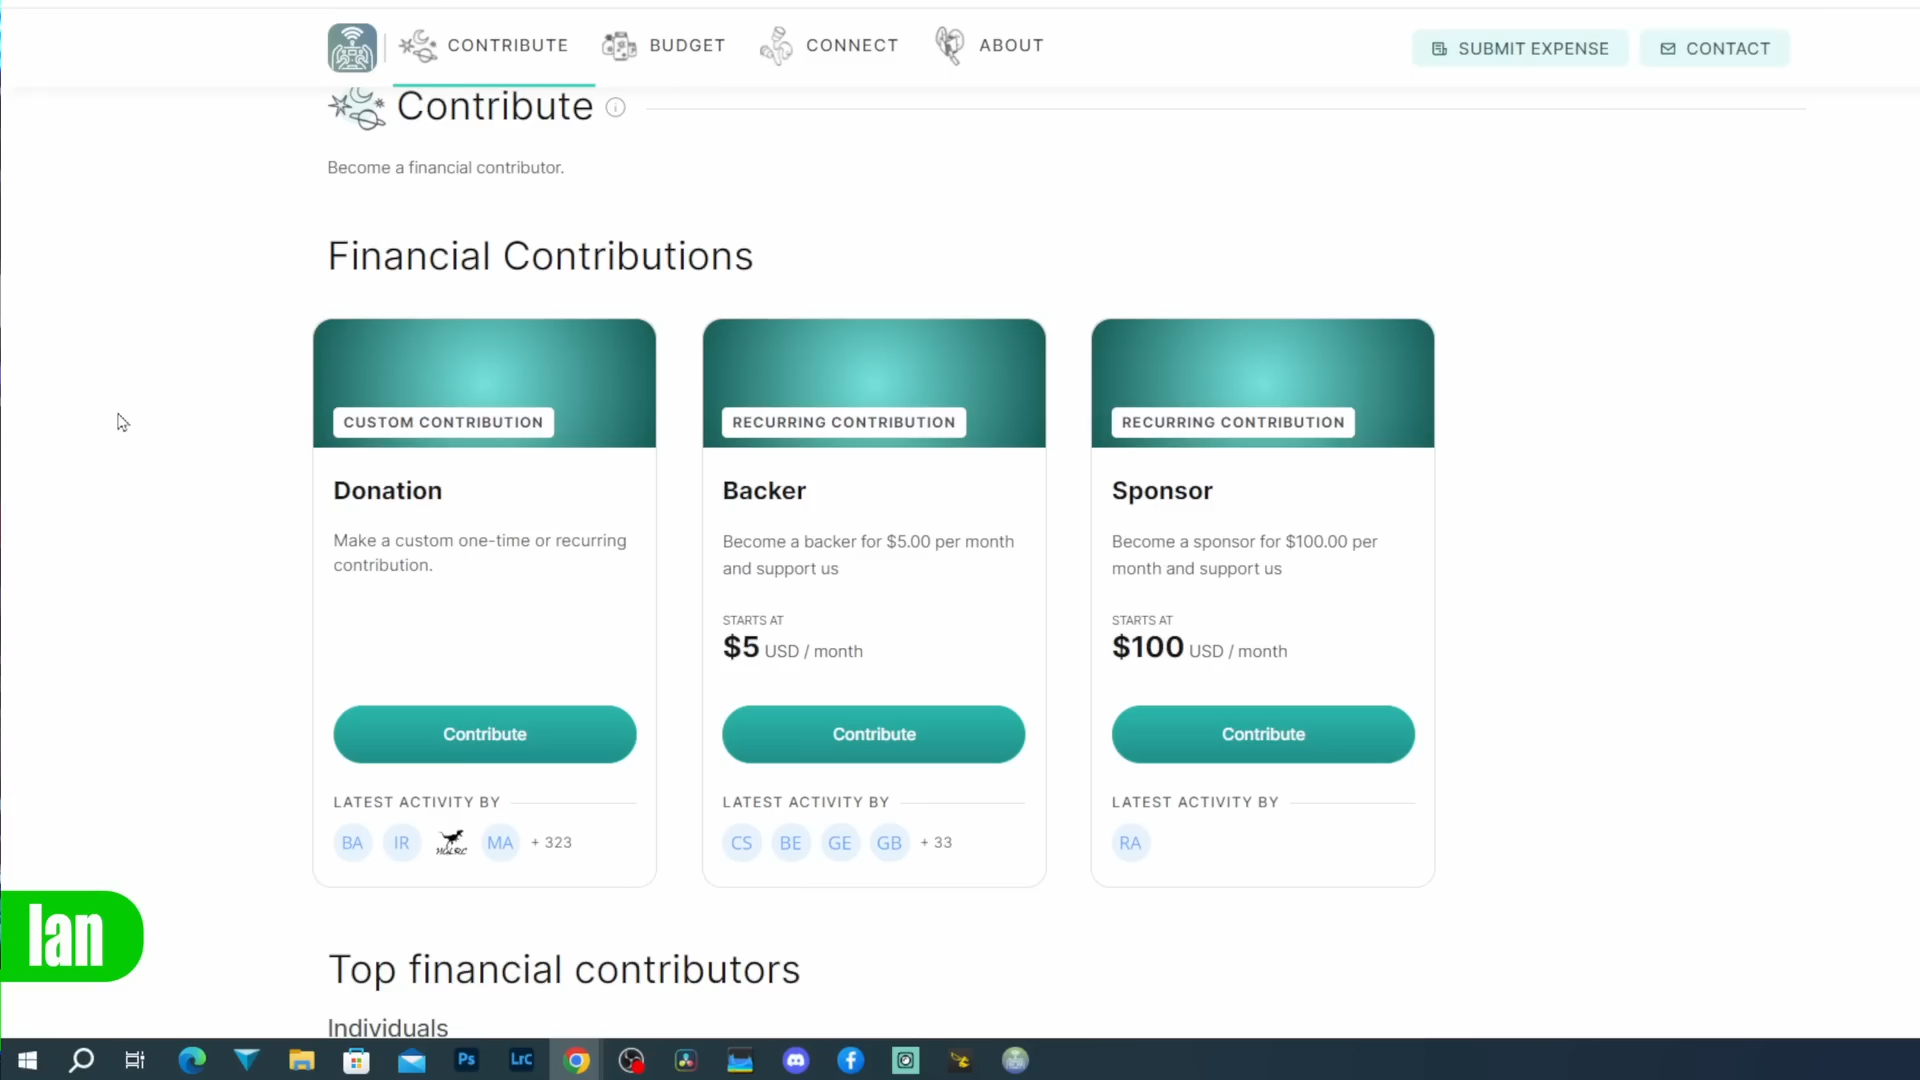 CONTRIBUTE
BUDGET
CONNECT
ABOUT
SUBMIT EXPENSE
CONTACT
Contribute
Become a financial contributor.
Financial Contributions
CUSTOM CONTRIBUTION
Donation
Make a custom one-time or recurring
contribution.
Contribute
LATEST ACTIVITY BY
BA
IR
HGLRC
MA
+ 323
RECURRING CONTRIBUTION
Backer
Become a backer for $5.00 per month
and support us
STARTS AT
$5 USD / month
Contribute
LATEST ACTIVITY BY
CS
BE
GE
GB
+ 33
RECURRING CONTRIBUTION
Sponsor
Become a sponsor for $100.00 per
month and support us
STARTS AT
$100 USD / month
Contribute
LATEST ACTIVITY BY
RA
Ian
Top financial contributors
Individuals
Ps
LrC